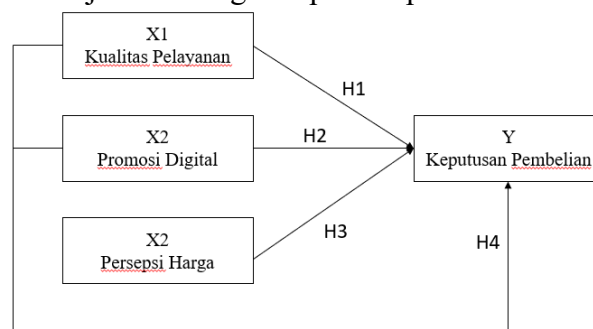 X1
Kualitas Pelayanan
H1
X2
Promosi Digital
H2
Y
Keputusan Pembelian
X2
Persepsi Harga
H3
H4